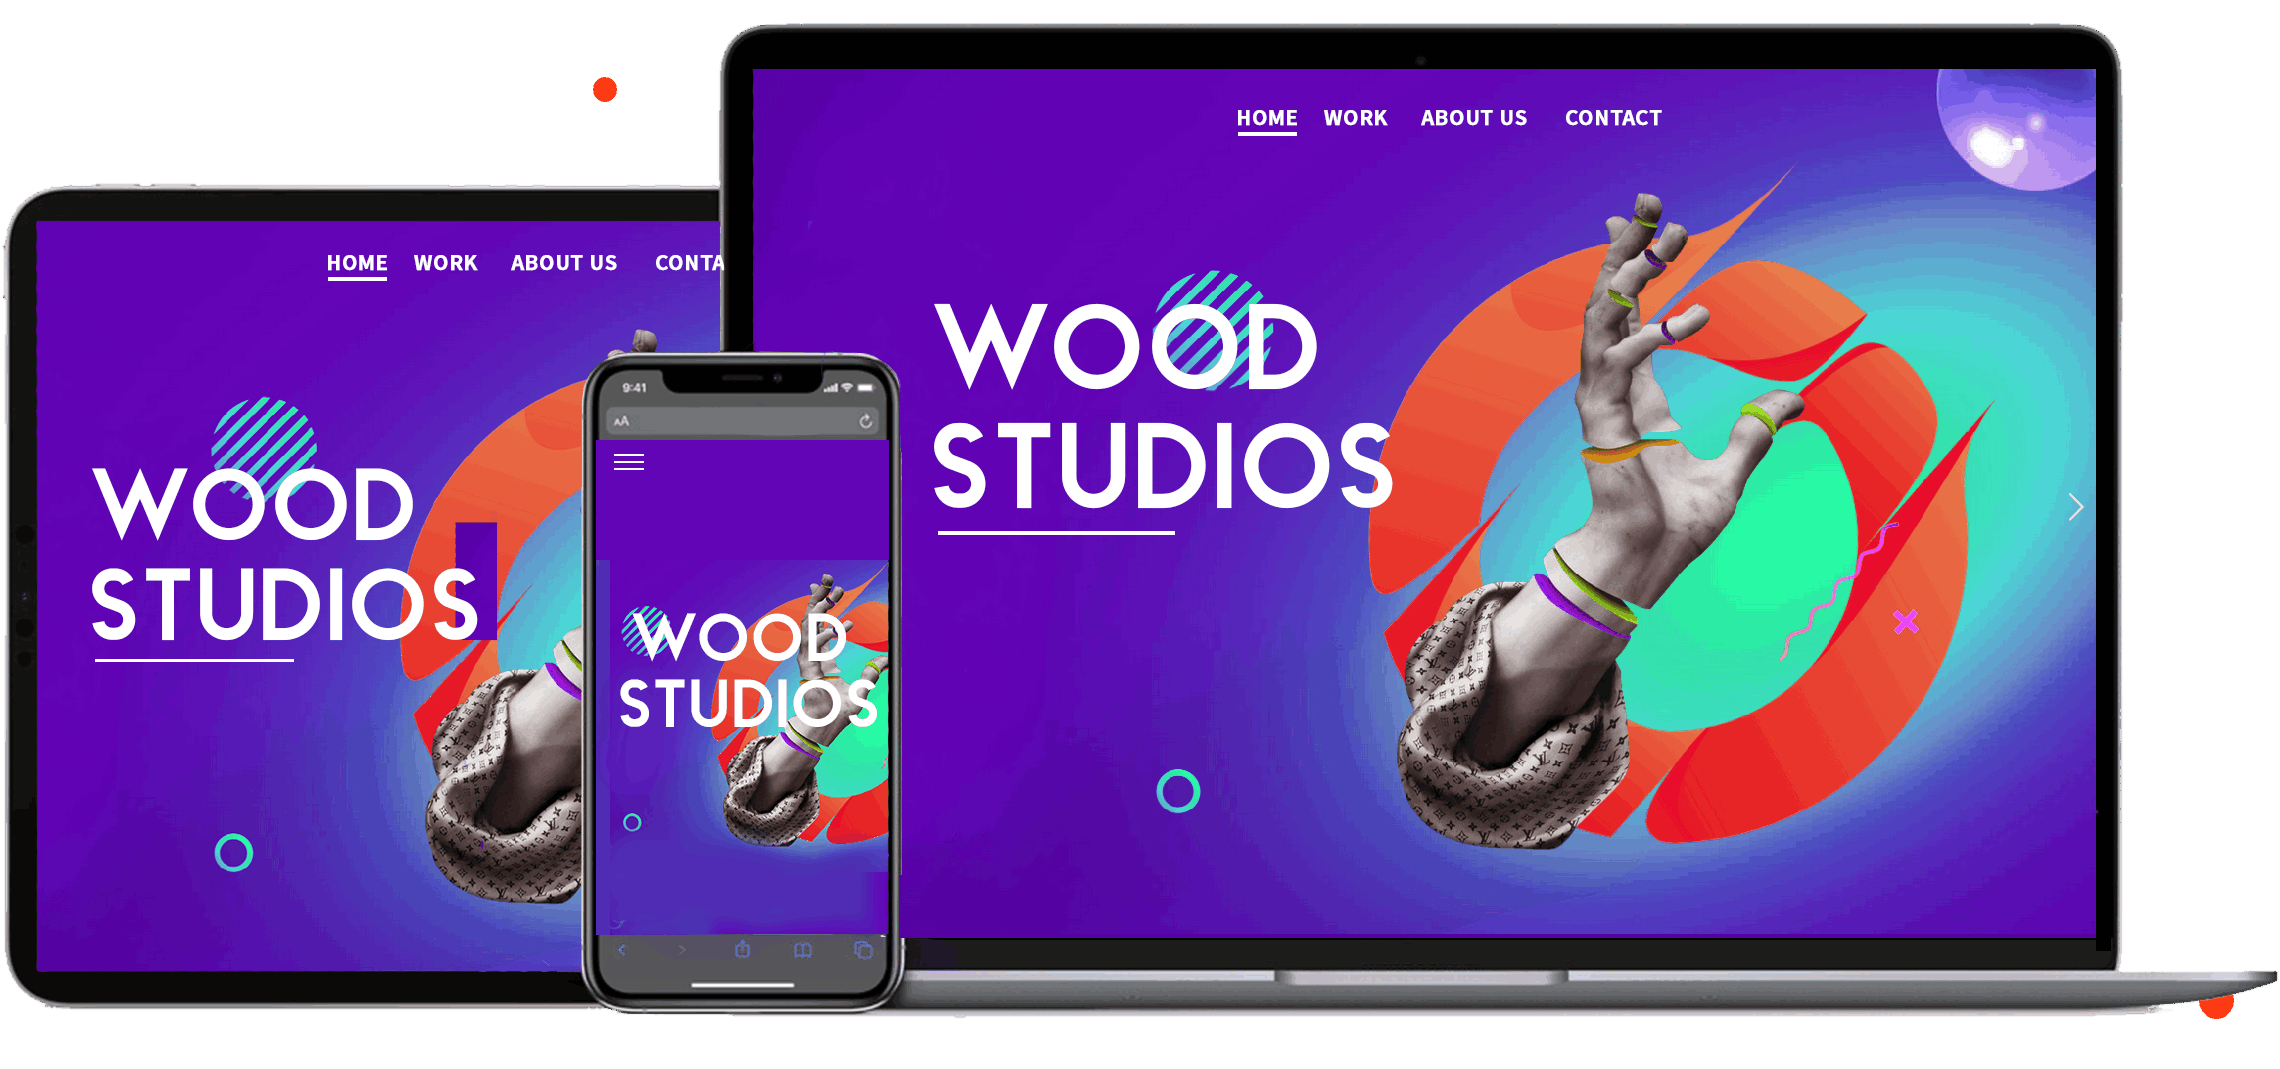 HOME WORK ABOUT US CONTACT
WOOD
STUDIOS
HOME WORK ABOUT US CONTA
WOOD
STUDIOS
9:41
AA
WOOD
STUDIOS